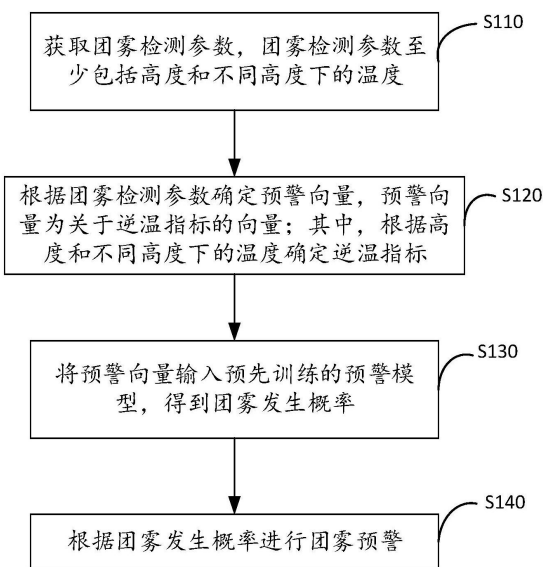 S110
获取团雾检测参数，团雾检测参数至
少包括高度和不同高度下的温度
S120
根据团雾检测参数确定预警向量，预警向
量为关于逆温指标的向量；其中，根据高
度和不同高度下的温度确定逆温指标
S130
将预警向量输入预先训练的预警模
型，得到团雾发生概率
S140
根据团雾发生概率进行团雾预警